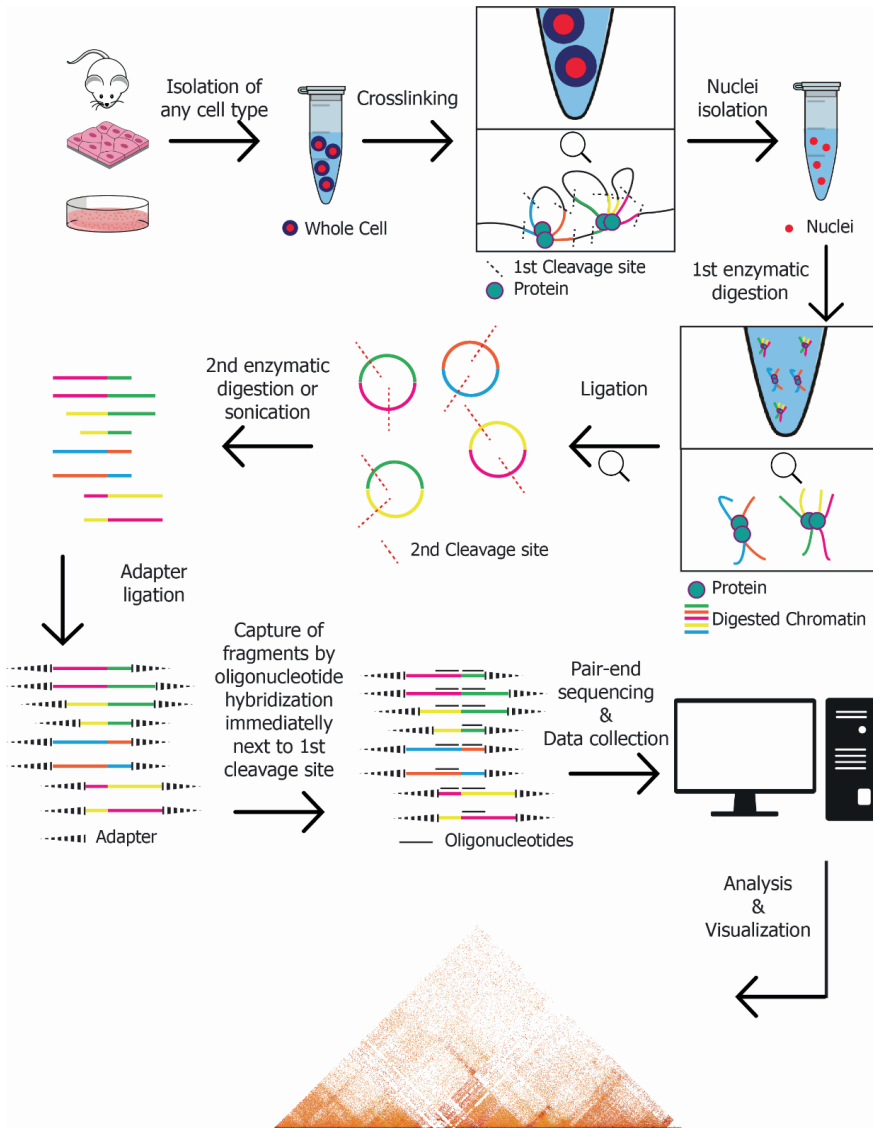 Isolation of
any cell type
Whole Cell
Crosslinking
1st Cleavage site
Protein
Nuclei
isolation
Nuclei
1st enzymatic
digestion
Protein
Digested Chromatin
Ligation
2nd Cleavage site
2nd enzymatic
digestion or
sonication
Adapter
ligation
Adapter
Capture of
fragments by
oligonucleotide
hybridization
immediatelly
next to 1st
cleavage site
Oligonucleotides
Pair-end
sequencing
&
Data collection
Analysis
&
Visualization